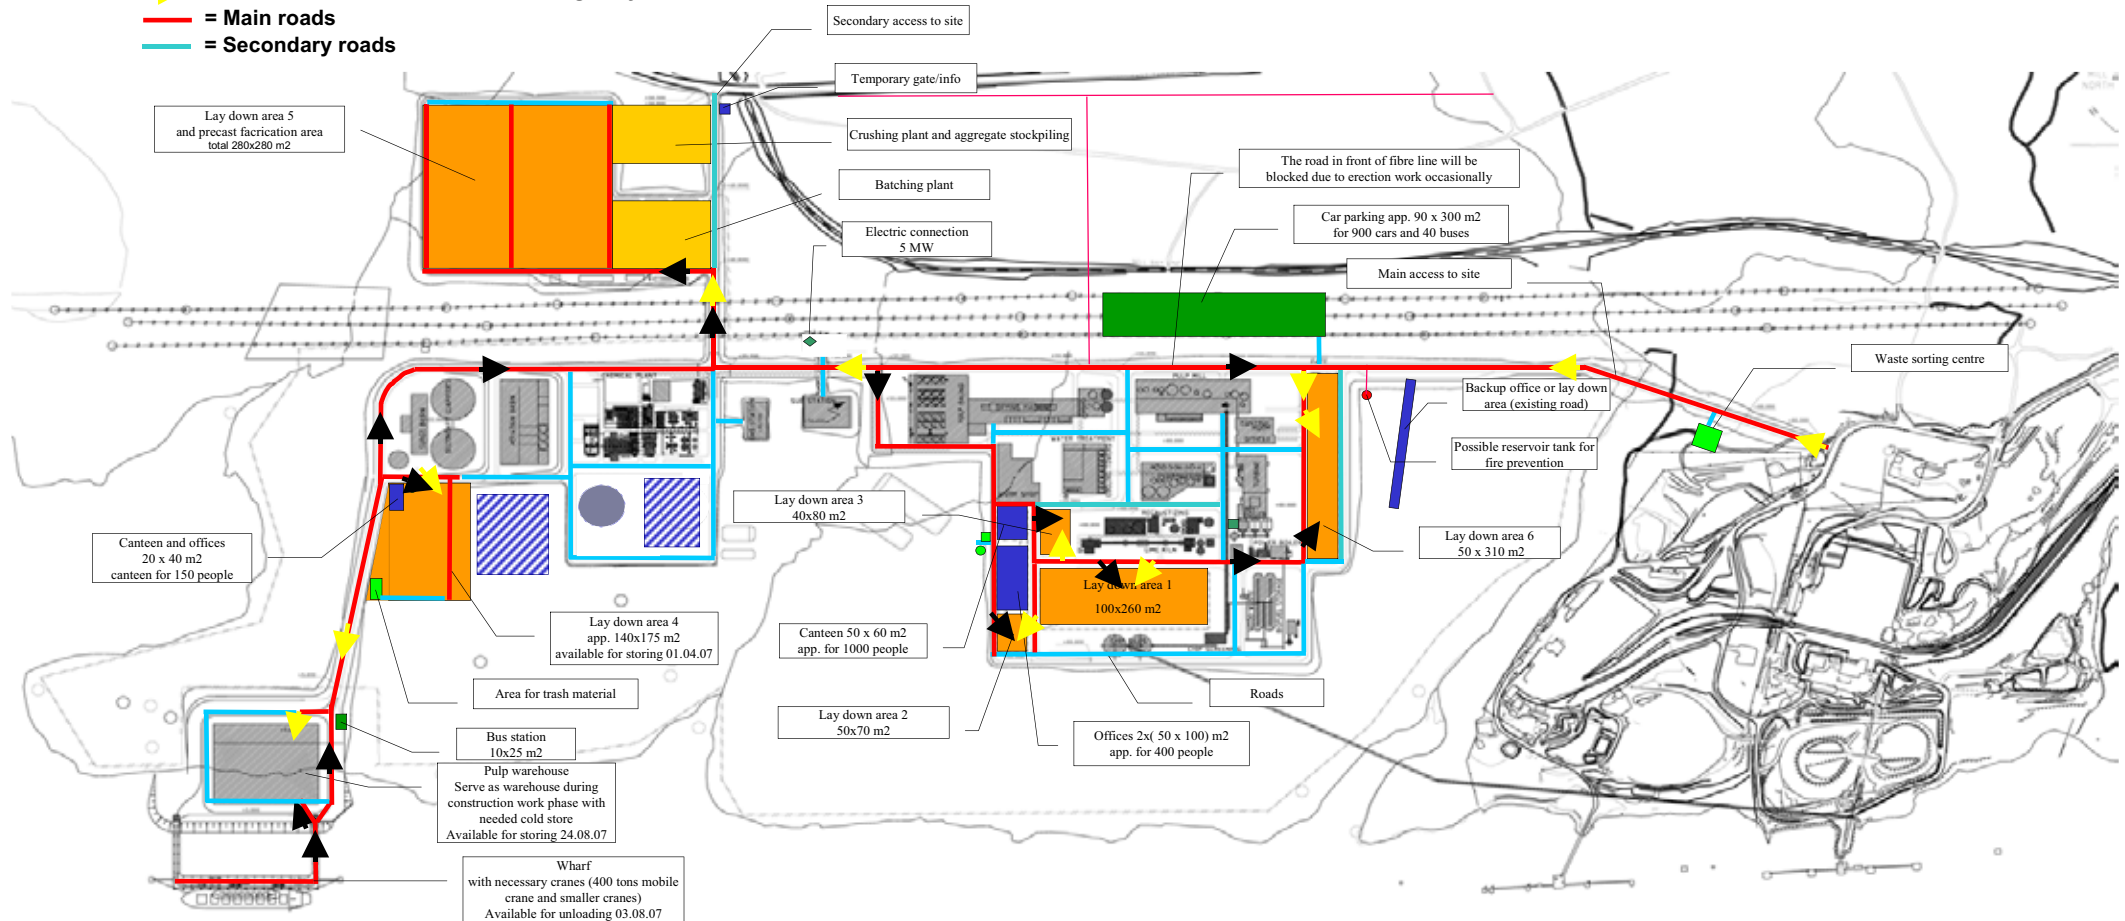 = Main roads
= Secondary roads
Secondary access to site
Temporary gate/info
Lay down area 5
and precast facrication area
total 280x280 m2
Crushing plant and aggregate stockpiling
Batching plant
The road in front of fibre line will be
blocked due to erection work occasionally
Car parking app. 90 x 300 m2
for 900 cars and 40 buses
Electric connection
5 MW
Main access to site
Waste sorting centre
Backup office or lay down
area (existing road)
Possible reservoir tank for
fire prevention
CHEMICAL PLANT
PULP MILL
WATER TREATMENT
Lay down area 3
40x80 m2
Canteen and offices
20 x 40 m2
canteen for 150 people
Lay down area 6
50 x 310 m2
Lay down area 1
100x260 m2
Lay down area 4
app. 140x175 m2
available for storing 01.04.07
Canteen 50 x 60 m2
app. for 1000 people
Area for trash material
Roads
Lay down area 2
50x70 m2
Offices 2x( 50 x 100) m2
app. for 400 people
Bus station
10x25 m2
Pulp warehouse
Serve as warehouse during
construction work phase with
needed cold store
Available for storing 24.08.07
Wharf
with necessary cranes (400 tons mobile
crane and smaller cranes)
Available for unloading 03.08.07